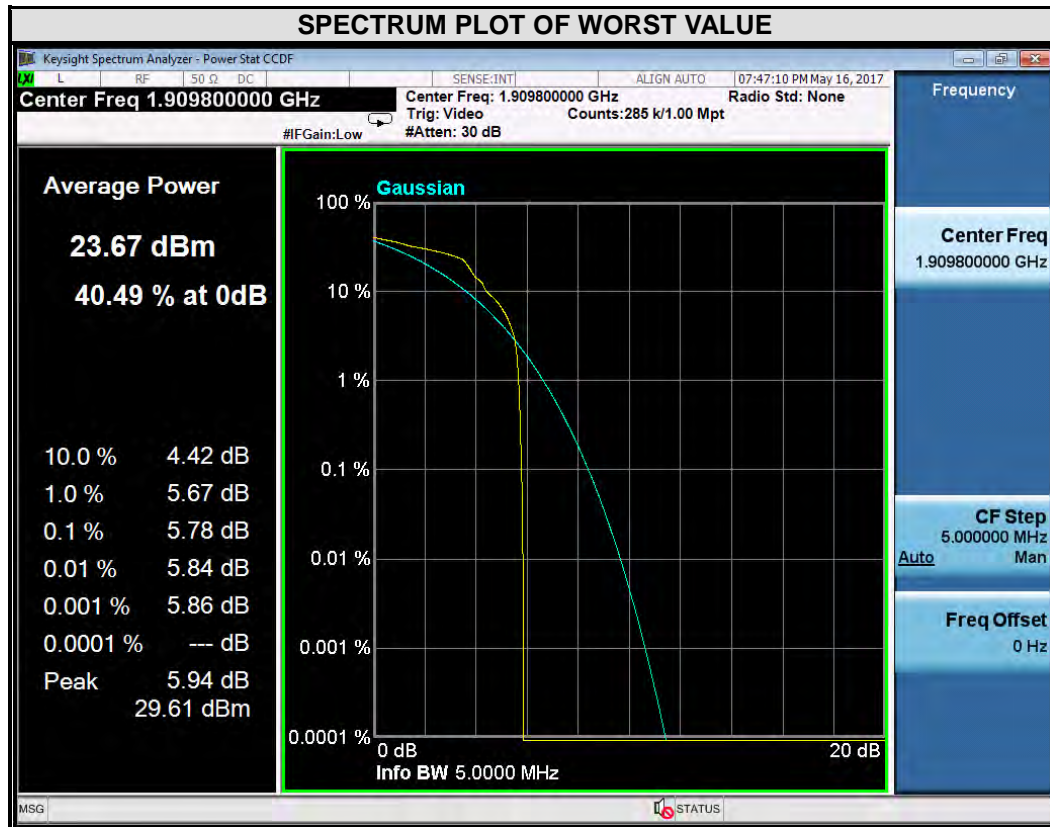 SPECTRUM PLOT OF WORST VALUE
Keysight Spectrum Analyzer - Power Stat CCDF
LXI L RF 50 Ω DC SENSE:INT ALIGN AUTO 07:47:10 PM May 16, 2017
Center Freq 1.909800000 GHz
#IFGain:Low
Center Freq: 1.909800000 GHz Radio Std: None
Trig: Video Counts:285 k/1.00 Mpt
#Atten: 30 dB
Frequency
Center Freq
1.909800000 GHz
CF Step
5.000000 MHz
Auto Man
Freq Offset
0 Hz
Average Power
23.67 dBm
40.49 % at 0dB
10.0 % 4.42 dB
1.0 % 5.67 dB
0.1 % 5.78 dB
0.01 % 5.84 dB
0.001 % 5.86 dB
0.0001 % --- dB
Peak 5.94 dB
29.61 dBm
Gaussian
100 %
10 %
1 %
0.1 %
0.01 %
0.001 %
0.0001 %
0 dB 20 dB
Info BW 5.0000 MHz
MSG STATUS